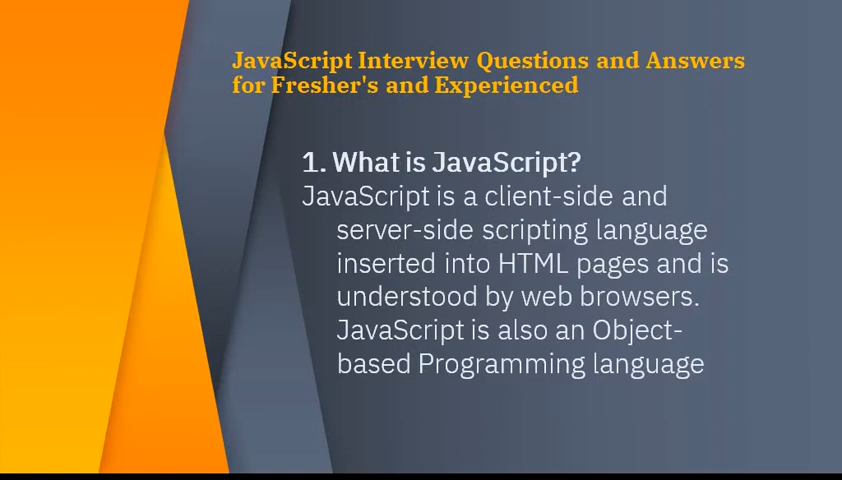 JavaScript Interview Questions and Answers
for Fresher's and Experienced
1. What is JavaScript?
JavaScript is a client-side and
server-side scripting language
inserted into HTML pages and is
understood by web browsers.
JavaScript is also an Object-
based Programming language